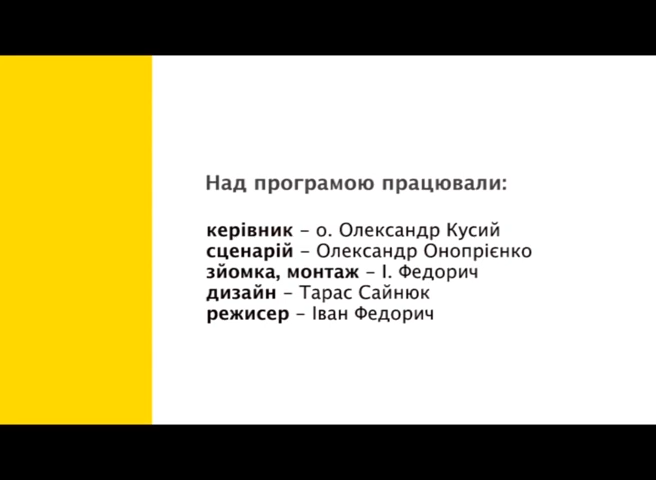 Над програмою працювали:
керівник – о. Олександр Кусий
сценарій – Олександр Онопрієнко
зйомка, монтаж – І. Федорич
дизайн – Тарас Сайнюк
режисер – Іван Федорич